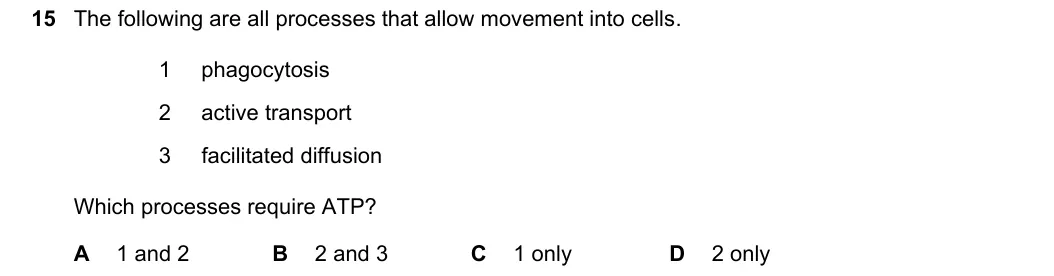 15 The following are all processes that allow movement into cells.
1 phagocytosis
2 active transport
3 facilitated diffusion
Which processes require ATP?
A 1 and 2 B 2 and 3 C 1 only D 2 only